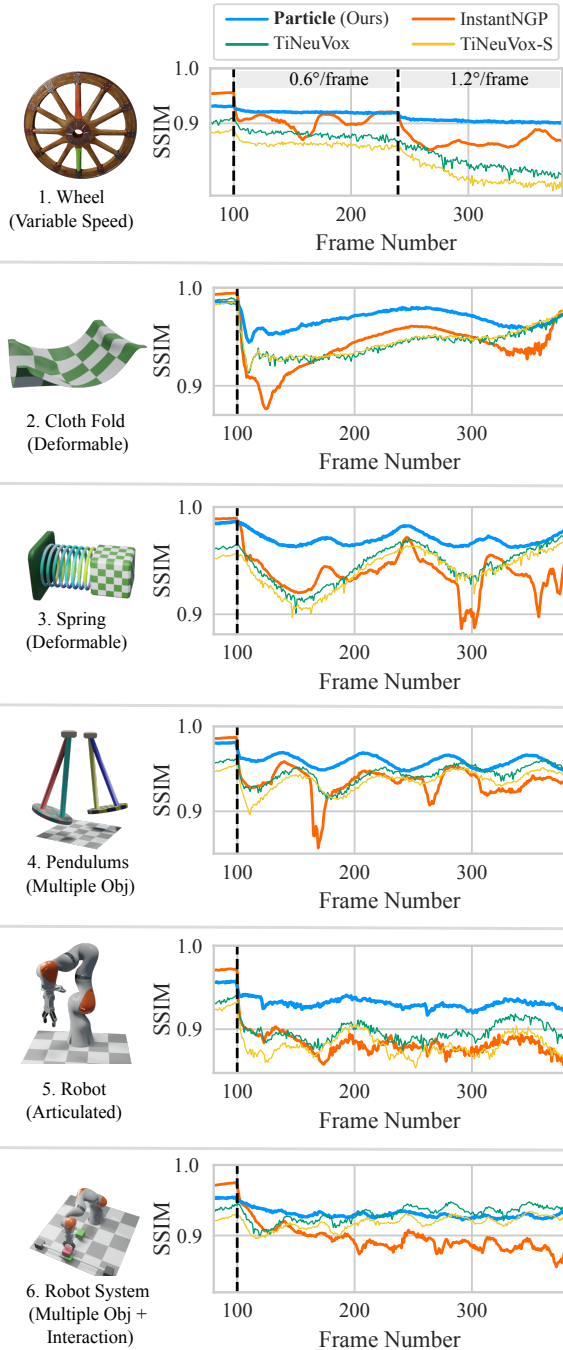 Particle (Ours)
InstantNGP
TiNeuVox
TiNeuVox-S
1.0
0.9
SSIM
0.6°/frame
1.2°/frame
100
200
300
Frame Number
1. Wheel
(Variable Speed)
1.0
0.9
SSIM
100
200
300
Frame Number
2. Cloth Fold
(Deformable)
1.0
0.9
SSIM
100
200
300
Frame Number
3. Spring
(Deformable)
1.0
0.9
SSIM
100
200
300
Frame Number
4. Pendulums
(Multiple Obj)
1.0
0.9
SSIM
100
200
300
Frame Number
5. Robot
(Articulated)
1.0
0.9
SSIM
100
200
300
Frame Number
6. Robot System
(Multiple Obj +
Interaction)